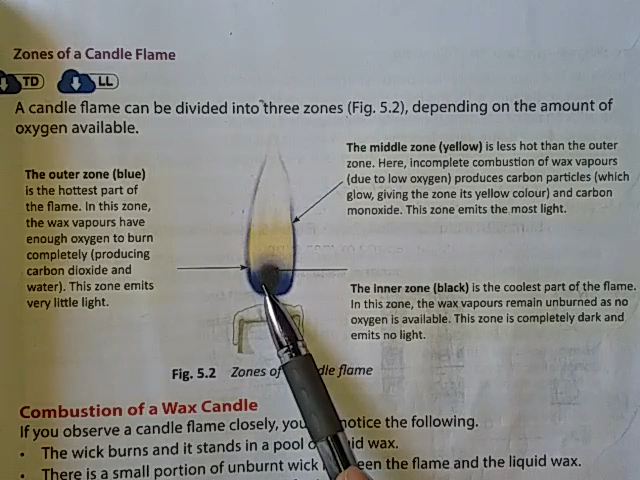 Zones of a Candle Flame
TD LL
A candle flame can be divided into three zones (Fig. 5.2), depending on the amount of
oxygen available.
The outer zone (blue)
is the hottest part of
the flame. In this zone,
the wax vapours have
enough oxygen to burn
completely (producing
carbon dioxide and
water). This zone emits
very little light.
The middle zone (yellow) is less hot than the outer
zone. Here, incomplete combustion of wax vapours
(due to low oxygen) produces carbon particles (which
glow, giving the zone its yellow colour) and carbon
monoxide. This zone emits the most light.
The inner zone (black) is the coolest part of the flame.
In this zone, the wax vapours remain unburned as no
oxygen is available. This zone is completely dark and
emits no light.
Fig. 5.2 Zones of flame
Combustion of a Wax Candle
If you observe a candle flame closely, you notice the following.
• The wick burns and it stands in a pool wax.
• There is a small portion of unburnt wick the flame and the liquid wax.